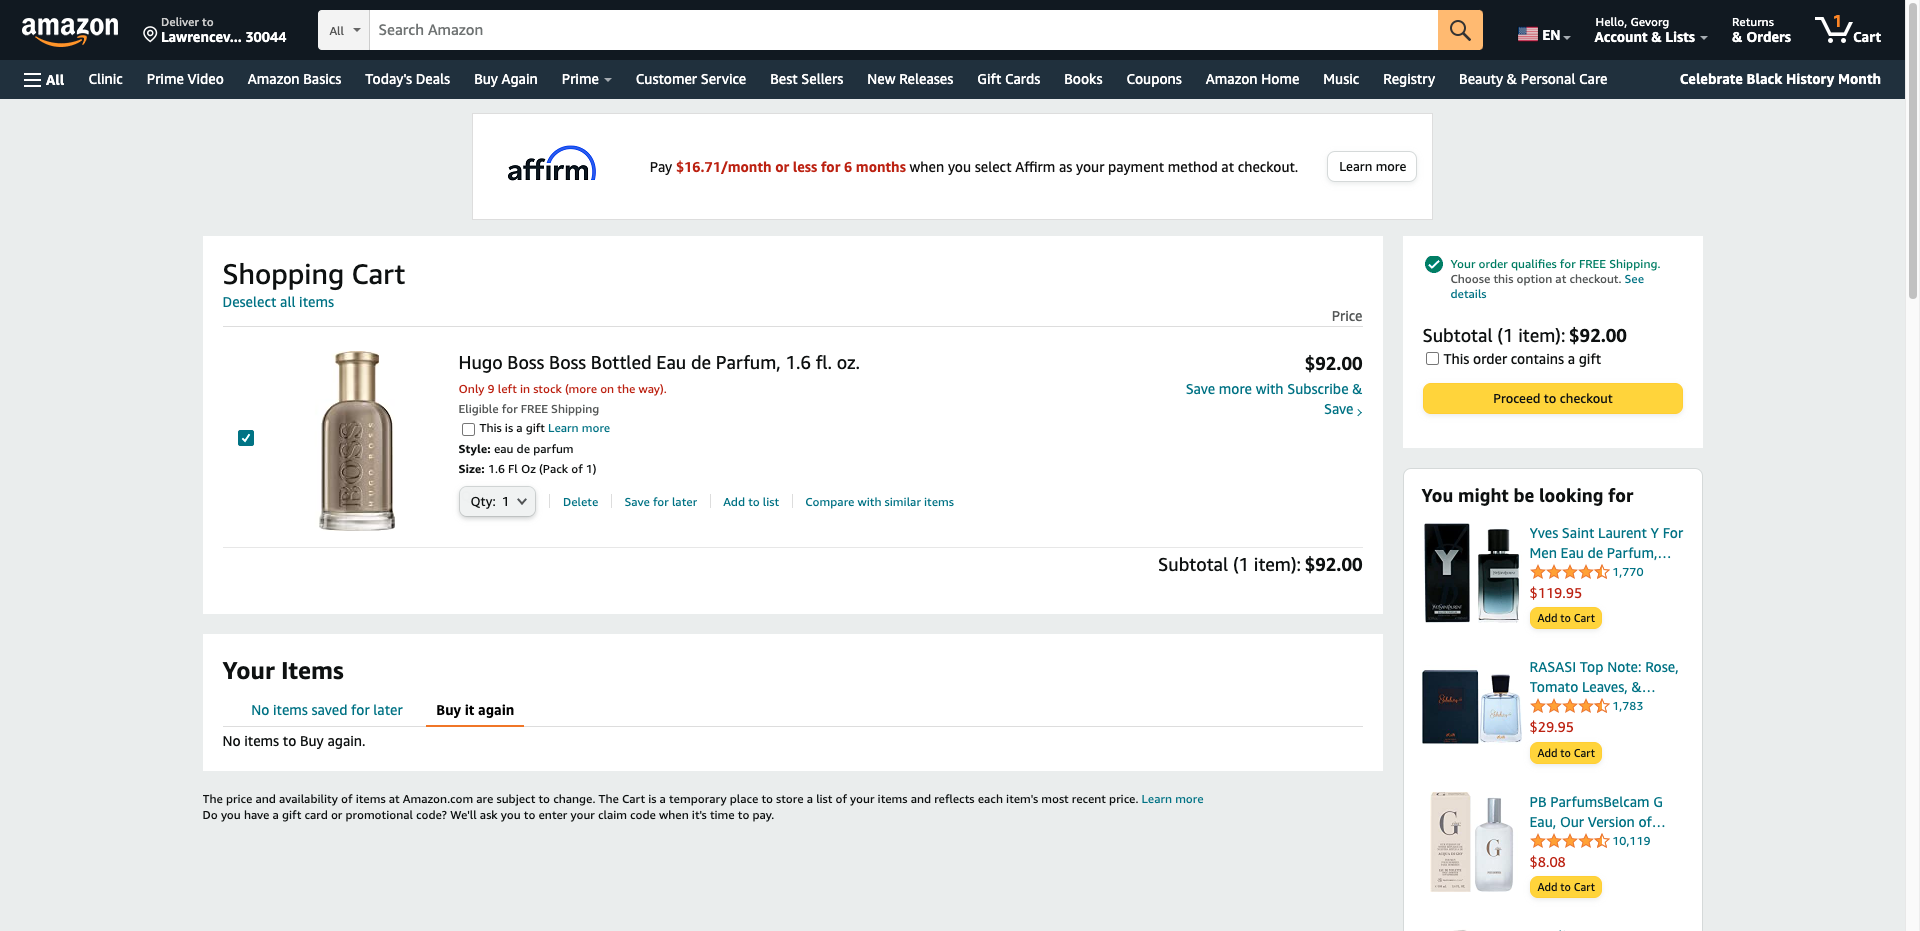 amazon
Deliver to
Lawrencev... 30044
All
Search Amazon
EN
Hello, Gevorg
Account & Lists
Returns
& Orders
1
Cart
All
Clinic
Prime Video
Amazon Basics
Today's Deals
Buy Again
Prime
Customer Service
Best Sellers
New Releases
Gift Cards
Books
Coupons
Amazon Home
Music
Registry
Beauty & Personal Care
Celebrate Black History Month
affirm
Pay $16.71/month or less for 6 months when you select Affirm as your payment method at checkout.
Learn more
Shopping Cart
Deselect all items
Price
BOSS
HUGO BOSS
Hugo Boss Boss Bottled Eau de Parfum, 1.6 fl. oz.
Only 9 left in stock (more on the way).
Eligible for FREE Shipping
This is a gift Learn more
Style: eau de parfum
Size: 1.6 Fl Oz (Pack of 1)
Qty: 1
Delete
Save for later
Add to list
Compare with similar items
$92.00
Save more with Subscribe &
Save ›
Subtotal (1 item): $92.00
Your Items
No items saved for later
Buy it again
No items to Buy again.
The price and availability of items at Amazon.com are subject to change. The Cart is a temporary place to store a list of your items and reflects each item's most recent price. Learn more
Do you have a gift card or promotional code? We'll ask you to enter your claim code when it's time to pay.
Your order qualifies for FREE Shipping.
Choose this option at checkout. See
details
Subtotal (1 item): $92.00
This order contains a gift
Proceed to checkout
You might be looking for
Y
Yves Saint Laurent Y For
Men Eau de Parfum,...
1,770
$119.95
Add to Cart
RASASI Top Note: Rose,
Tomato Leaves, &...
1,783
$29.95
Add to Cart
G
G
PB ParfumsBelcam G
Eau, Our Version of...
10,119
$8.08
Add to Cart